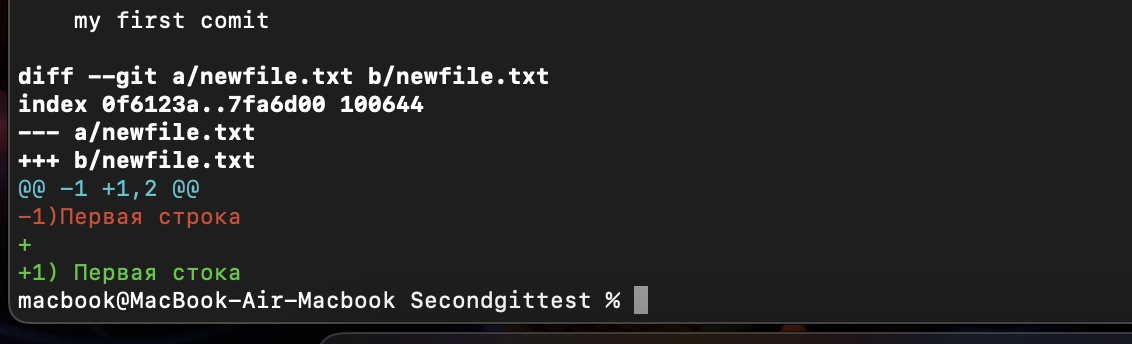 my first comit
diff --git a/newfile.txt b/newfile.txt
index 0f6123a..7fa6d00 100644
--- a/newfile.txt
+++ b/newfile.txt
@@ -1 +1,2 @@
-1)Первая строка
+
+1) Первая стока
macbook@MacBook-Air-Macbook Secondgittest %